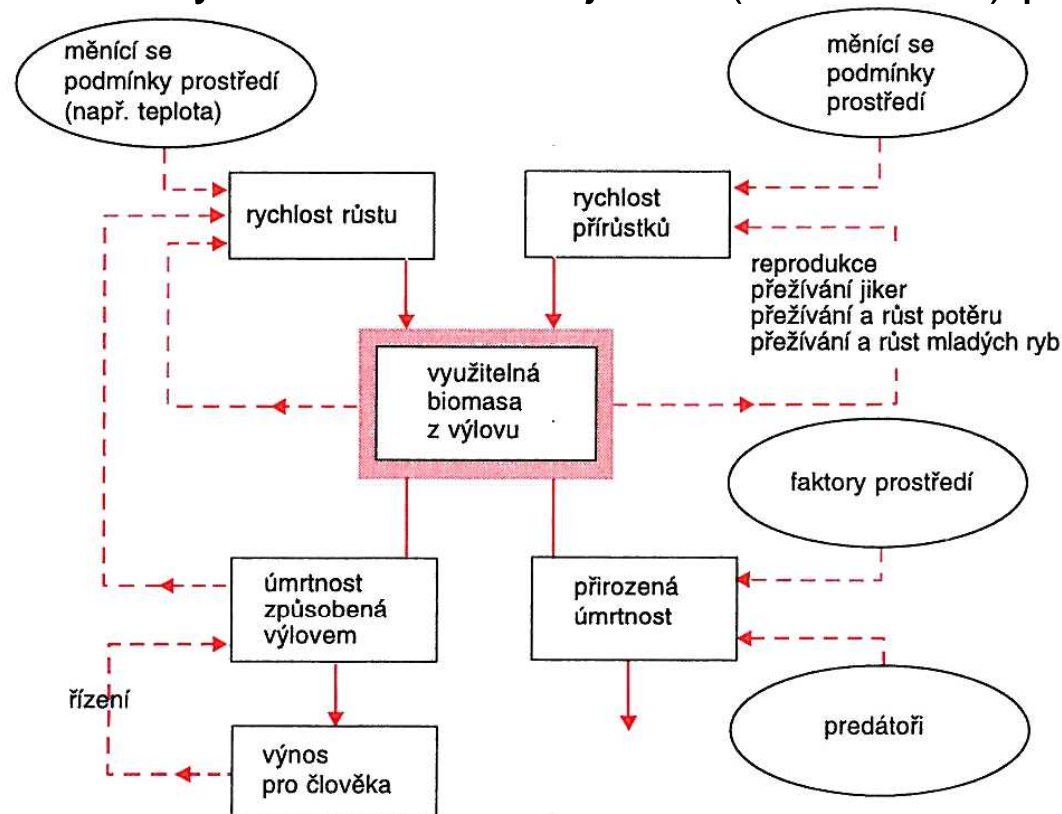 měnící se
podmínky prostředí
(např. teplota)
měnící se
podmínky
prostředí
rychlost růstu
rychlost
přírůstků
reprodukce
přežívání jiker
přežívání a růst potěru
přežívání a růst mladých ryb
využitelná
biomasa
z výlovu
faktory prostředí
úmrtnost
způsobená
výlovem
přirozená
úmrtnost
řízení
predátoři
výnos
pro člověka